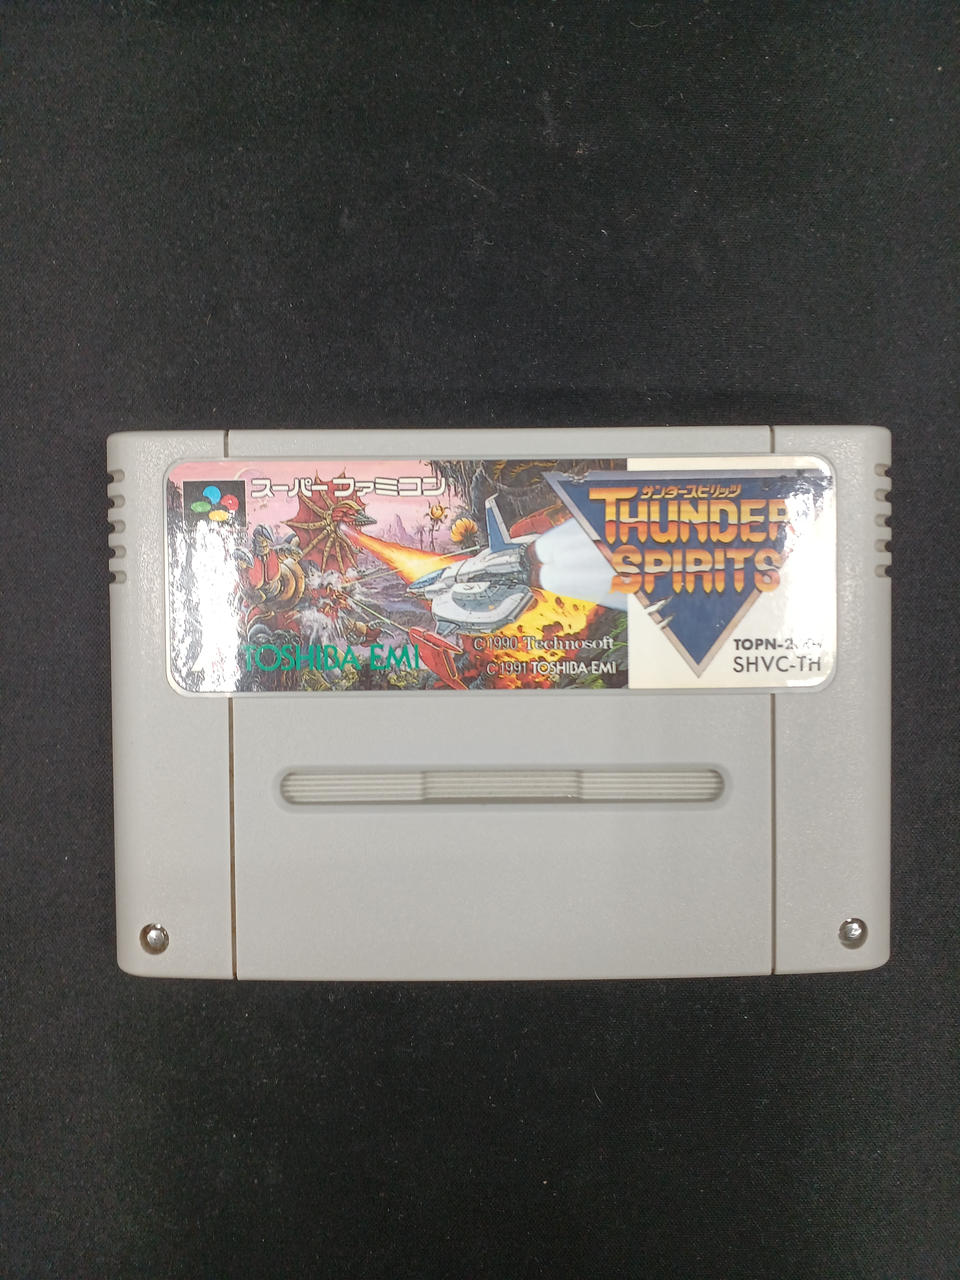 スーパーファミコン
サンダースピリッツ
THUNDER
SPIRITS
TOSHIBA EMI
©1990 Technosoft
©1991 TOSHIBA EMI
SHVC-TH